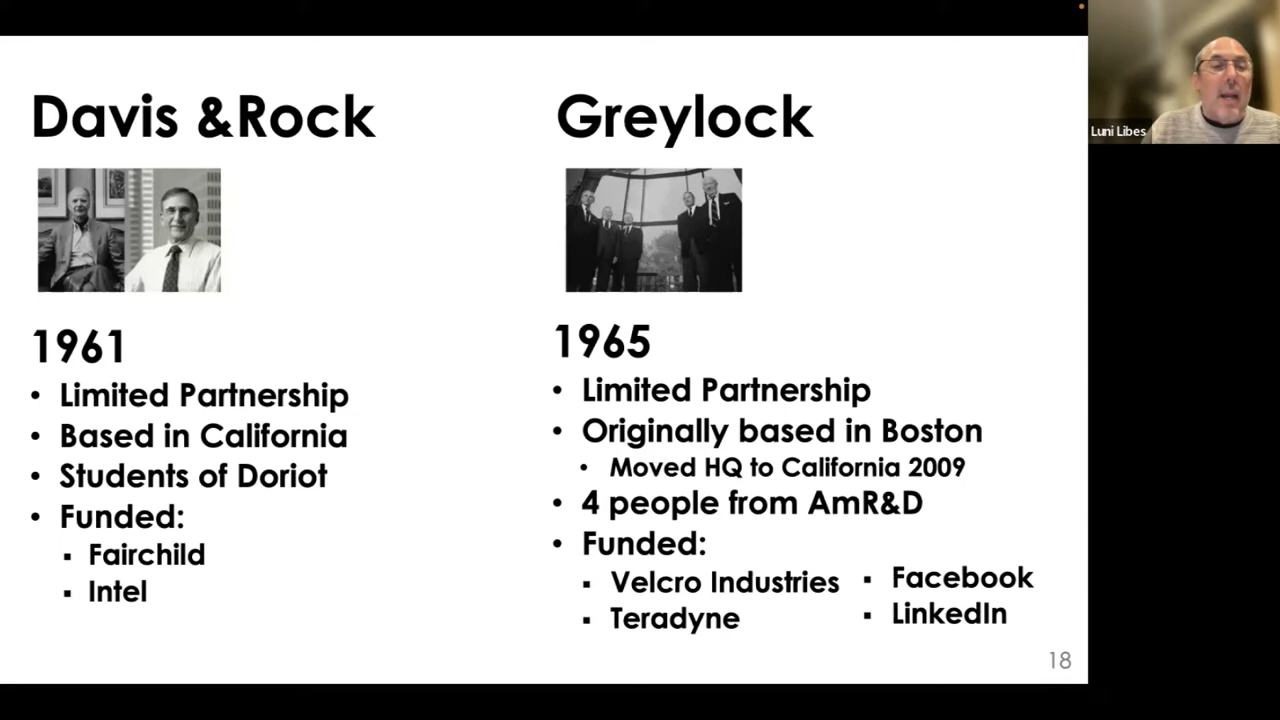 Davis &Rock
1961
• Limited Partnership
• Based in California
• Students of Doriot
• Funded:
▪ Fairchild
▪ Intel
Greylock
1965
• Limited Partnership
• Originally based in Boston
• Moved HQ to California 2009
• 4 people from AmR&D
• Funded:
▪ Velcro Industries
▪ Teradyne
▪ Facebook
▪ LinkedIn
18
Luni Libes